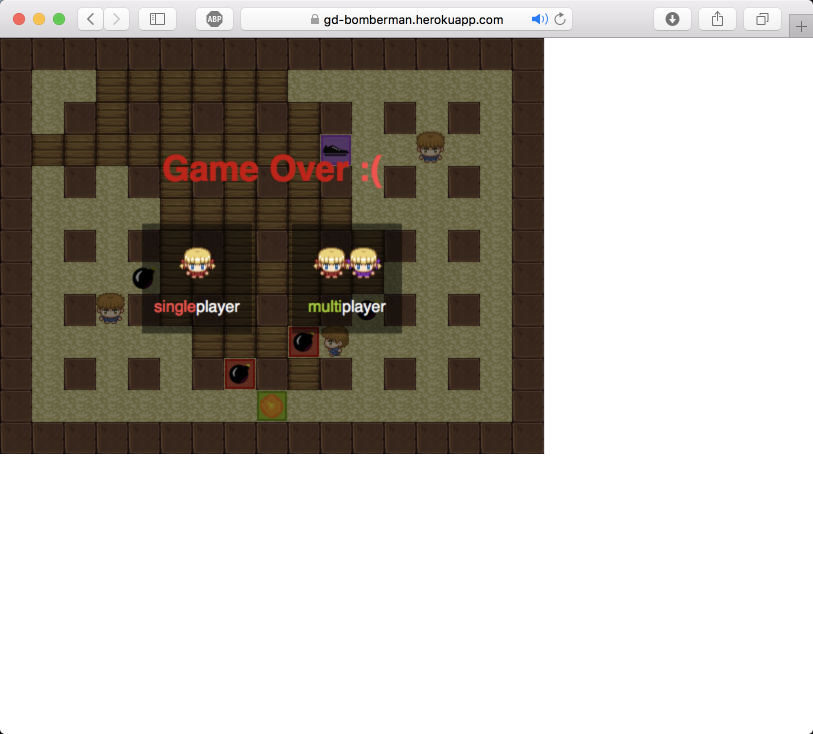 ABP
gd-bomberman.herokuapp.com
Game Over :(
singleplayer
multiplayer